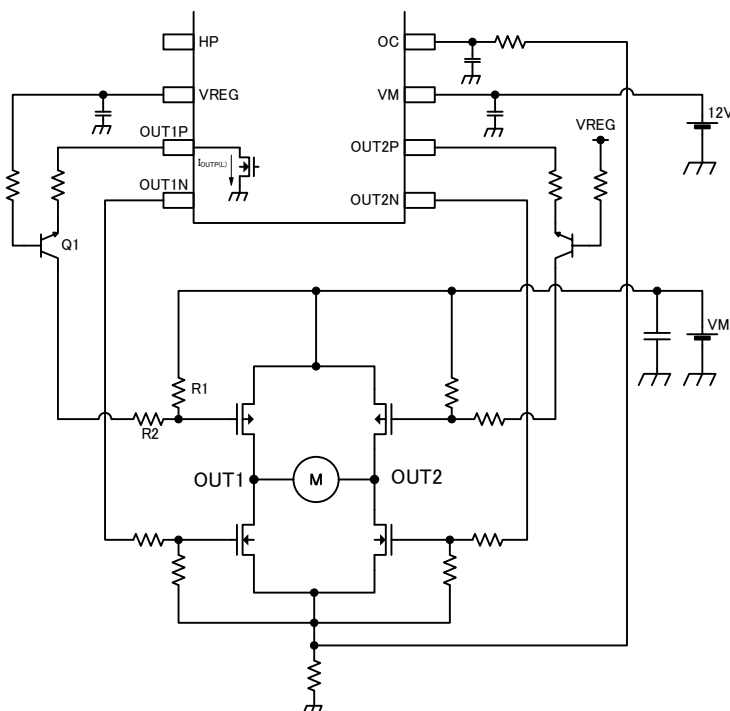 HP
OC
VREG
VM
12V
OUT1P
OUT2P
VREG
IOUTP(L)
OUT1N
OUT2N
Q1
VM
R1
R2
OUT1
M
OUT2